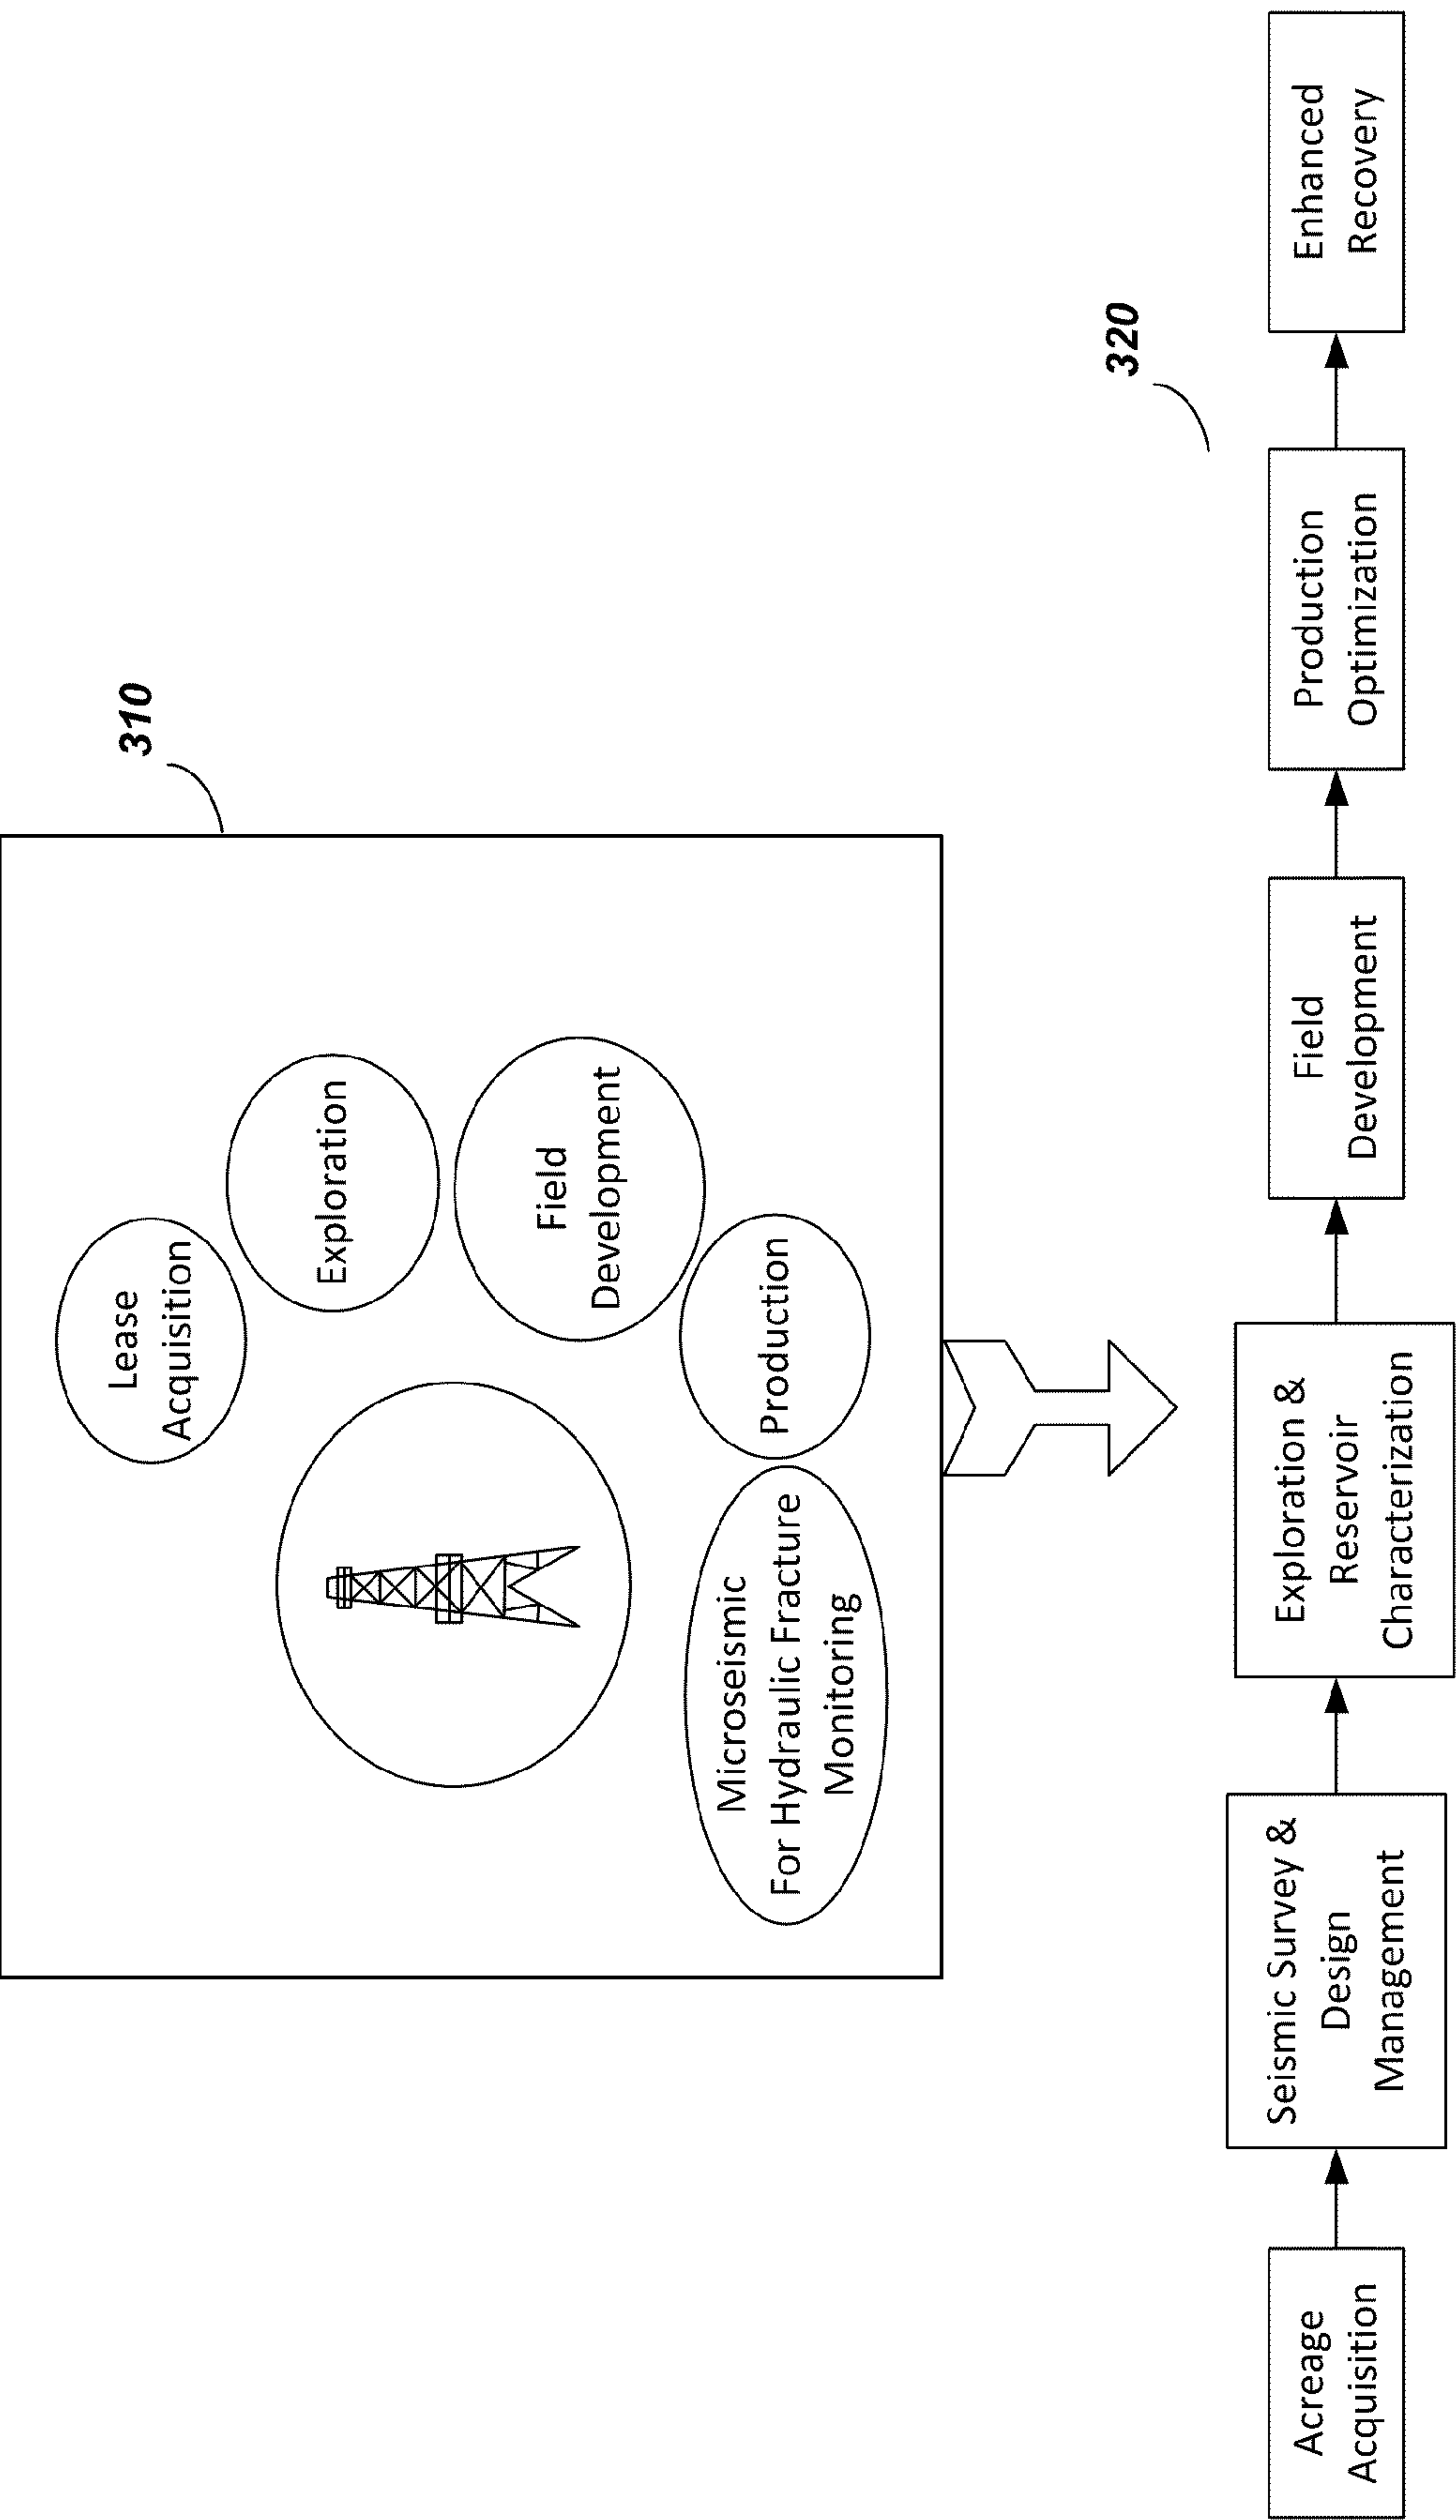 310
Lease
Acquisition
Exploration
Field
Development
Production
Microseismic
For Hydraulic Fracture
Monitoring
320
Acreage
Acquisition
Seismic Survey &
Design
Management
Exploration &
Reservoir
Characterization
Field
Development
Production
Optimization
Enhanced
Recovery